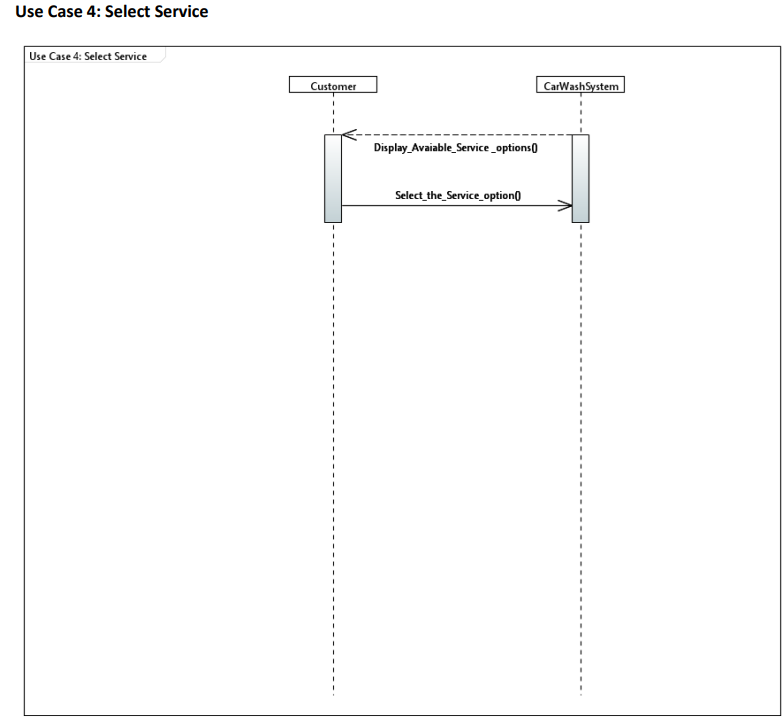 Use Case 4: Select Service
Use Case 4: Select Service
Customer
CarWashSystem
Display_Avaiable_Service _options()
Select_the_Service_option()